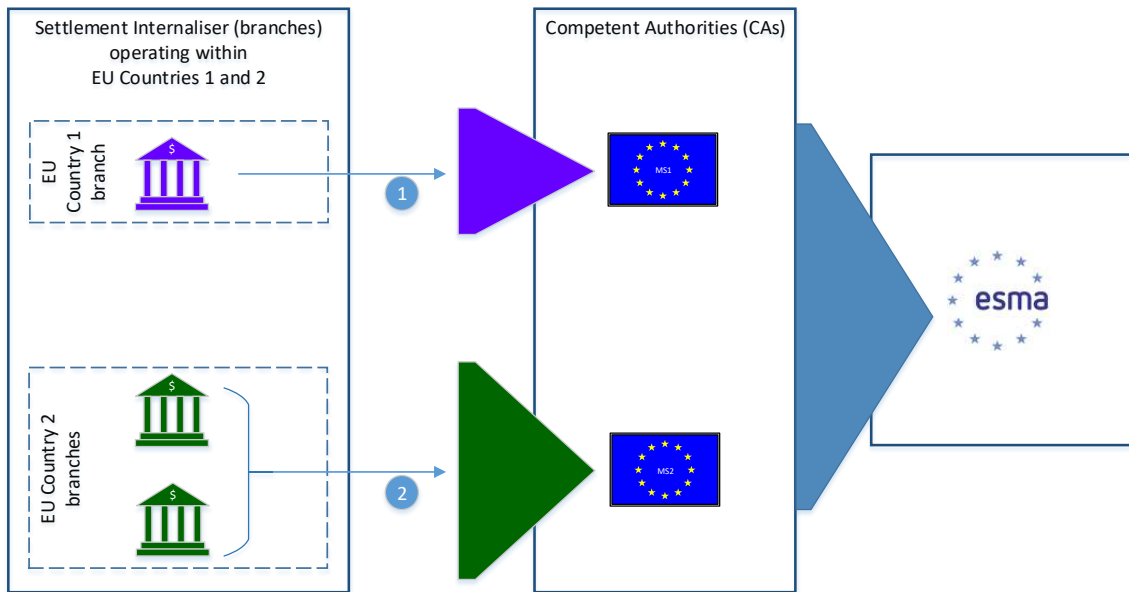 Settlement Internaliser (branches)
operating within
EU Countries 1 and 2
Competent Authorities (CAs)
EU
Country 1
branch
$
1
MS1
esma
EU Country 2
branches
$
$
2
MS2